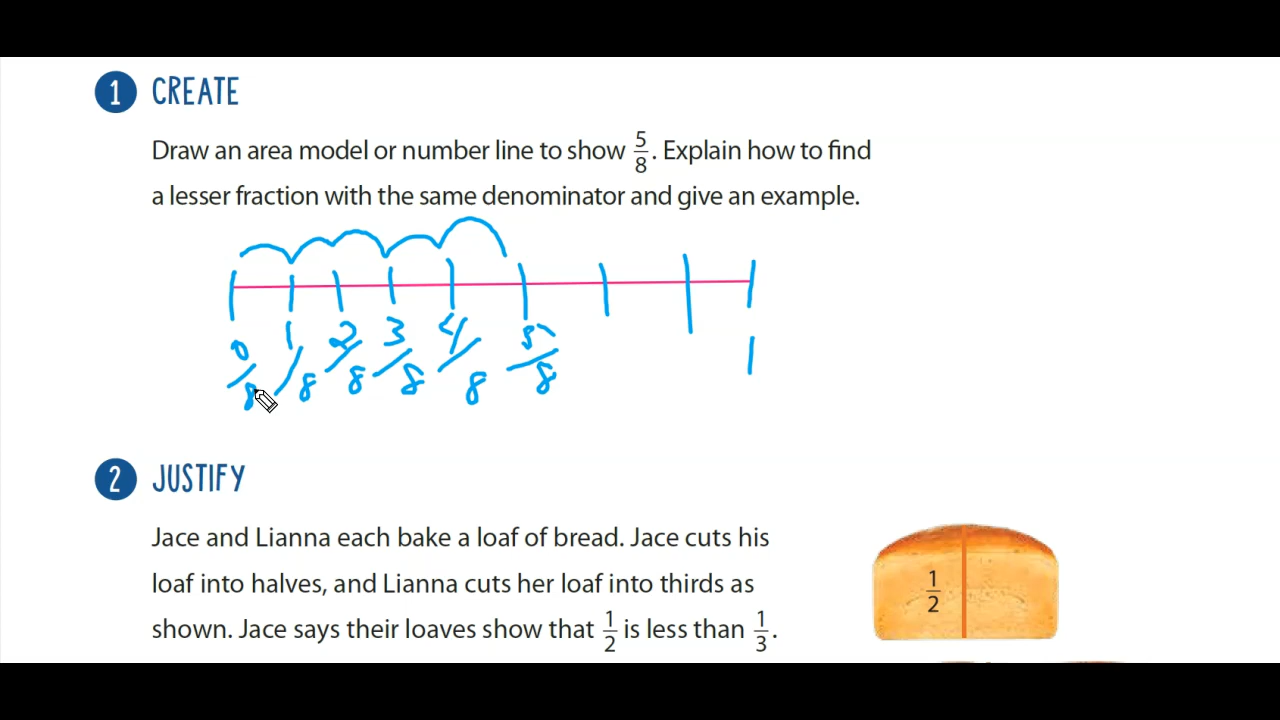 1 CREATE
Draw an area model or number line to show 5/8. Explain how to find
a lesser fraction with the same denominator and give an example.
0/8 1/8 2/8 3/8 4/8 5/8 1
2 JUSTIFY
Jace and Lianna each bake a loaf of bread. Jace cuts his
loaf into halves, and Lianna cuts her loaf into thirds as
shown. Jace says their loaves show that 1/2 is less than 1/3.
1/2